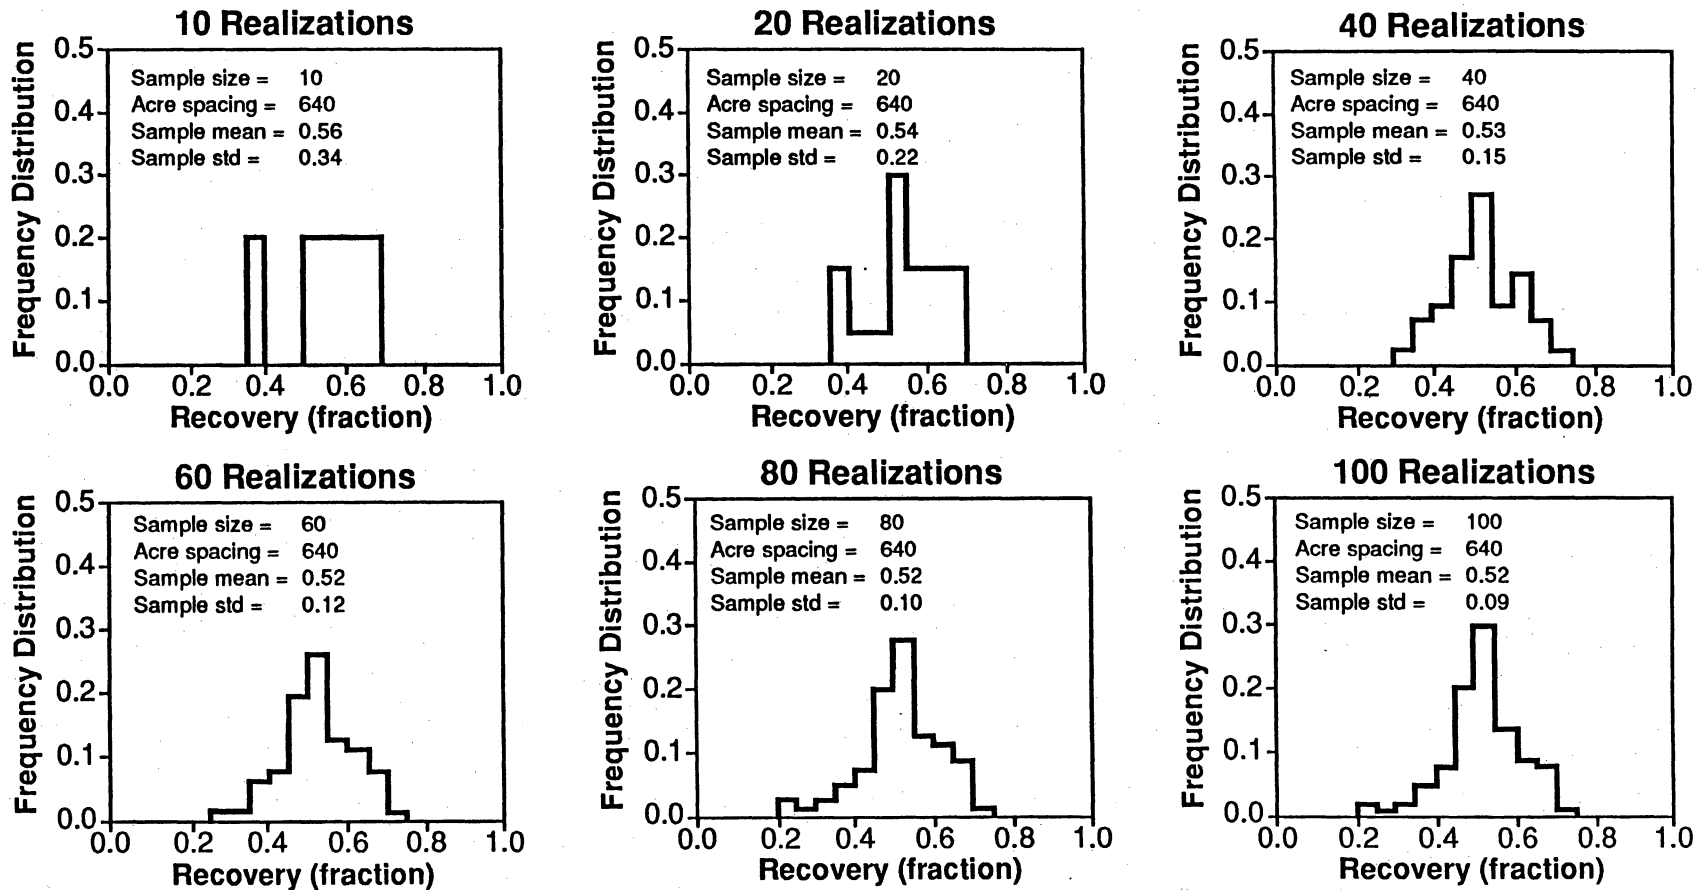 10 Realizations
Frequency Distribution
0.5
0.4
0.3
0.2
0.1
0.0
Sample size = 10
Acre spacing = 640
Sample mean = 0.56
Sample std = 0.34
0.0 0.2 0.4 0.6 0.8 1.0
Recovery (fraction)
20 Realizations
Frequency Distribution
0.5
0.4
0.3
0.2
0.1
0.0
Sample size = 20
Acre spacing = 640
Sample mean = 0.54
Sample std = 0.22
0.0 0.2 0.4 0.6 0.8 1.0
Recovery (fraction)
40 Realizations
Frequency Distribution
0.5
0.4
0.3
0.2
0.1
0.0
Sample size = 40
Acre spacing = 640
Sample mean = 0.53
Sample std = 0.15
0.0 0.2 0.4 0.6 0.8 1.0
Recovery (fraction)
60 Realizations
Frequency Distribution
0.5
0.4
0.3
0.2
0.1
0.0
Sample size = 60
Acre spacing = 640
Sample mean = 0.52
Sample std = 0.12
0.0 0.2 0.4 0.6 0.8 1.0
Recovery (fraction)
80 Realizations
Frequency Distribution
0.5
0.4
0.3
0.2
0.1
0.0
Sample size = 80
Acre spacing = 640
Sample mean = 0.52
Sample std = 0.10
0.0 0.2 0.4 0.6 0.8 1.0
Recovery (fraction)
100 Realizations
Frequency Distribution
0.5
0.4
0.3
0.2
0.1
0.0
Sample size = 100
Acre spacing = 640
Sample mean = 0.52
Sample std = 0.09
0.0 0.2 0.4 0.6 0.8 1.0
Recovery (fraction)